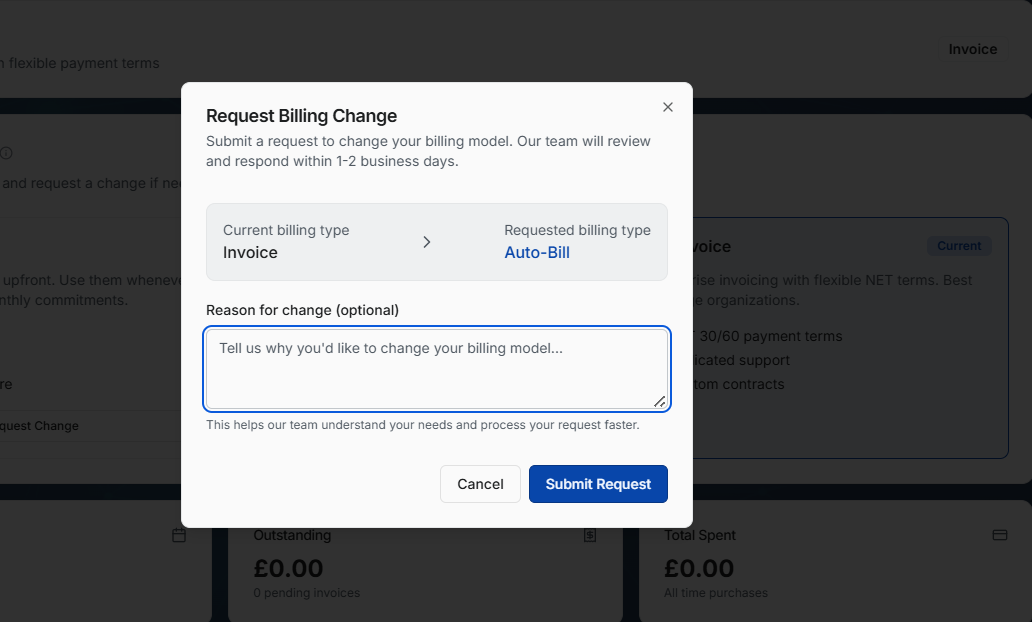 flexible payment terms
Invoice
Request Billing Change
Submit a request to change your billing model. Our team will review
and respond within 1-2 business days.
and request a change if
Current billing type
Invoice
Requested billing type
Auto-Bill
voice
Current
upfront. Use them
rise invoicing with flexible NET terms. Best
nthly commitments.
organizations.
Reason for change (optional)
Tell us why you'd like to change your billing model...
30/60 payment terms
icated support
tom contracts
re
quest Change
This helps our team understand your needs and process your request faster.
Cancel
Submit Request
Outstanding
£0.00
0 pending invoices
Total Spent
£0.00
All time purchases